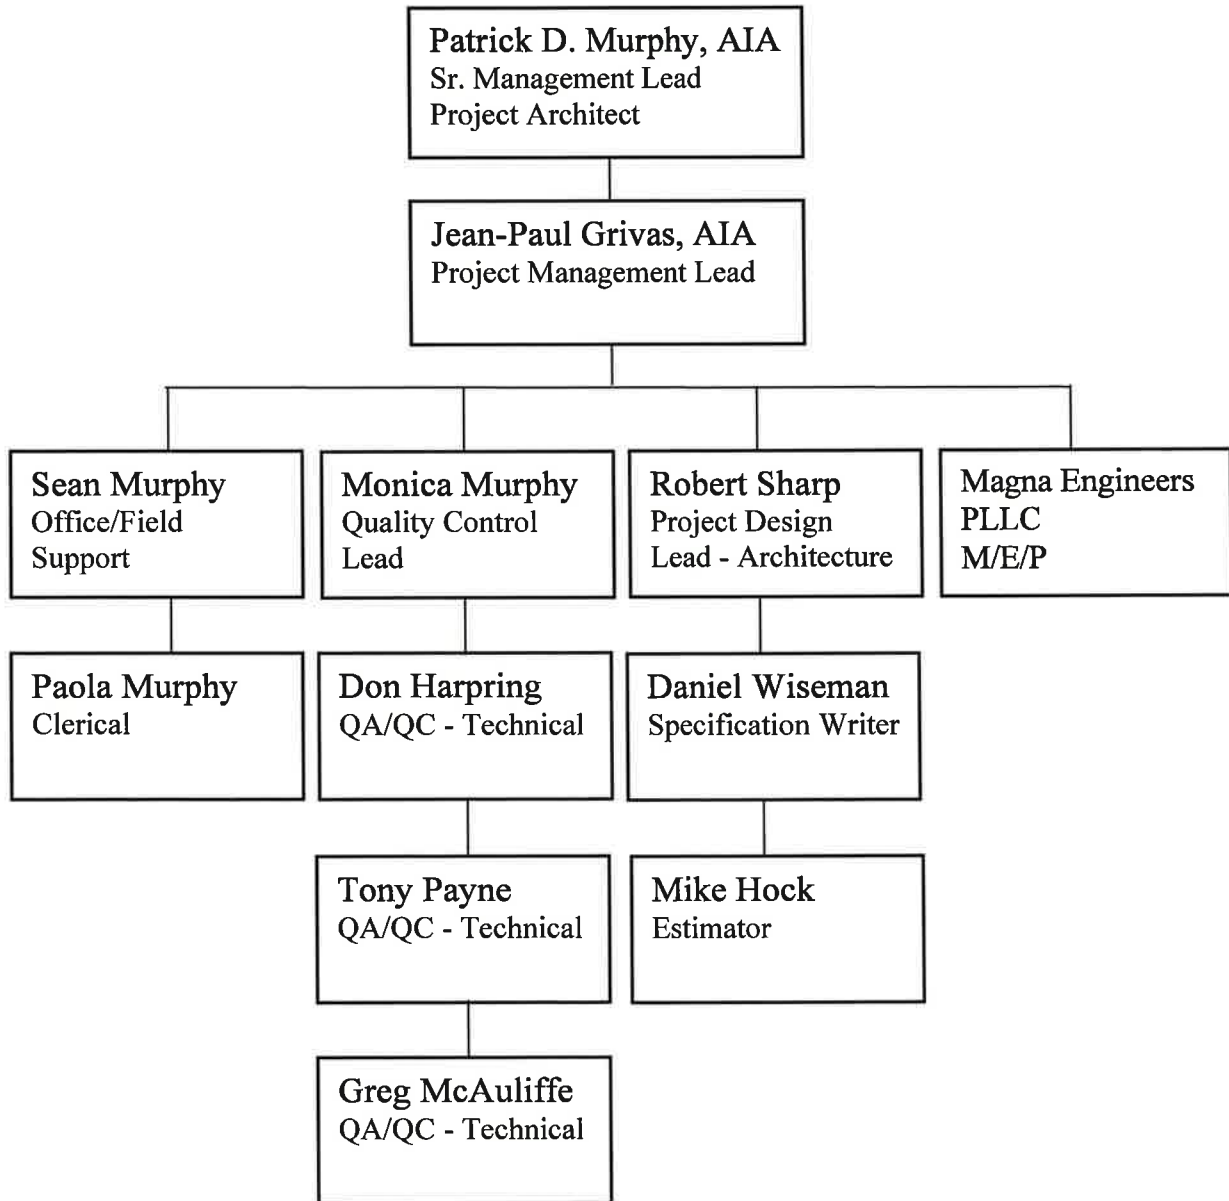 Patrick D. Murphy, AIA
Sr. Management Lead
Project Architect
Jean-Paul Grivas, AIA
Project Management Lead
Sean Murphy
Office/Field
Support
Monica Murphy
Quality Control
Lead
Robert Sharp
Project Design
Lead - Architecture
Magna Engineers
PLLC
M/E/P
Paola Murphy
Clerical
Don Harpring
QA/QC - Technical
Daniel Wiseman
Specification Writer
Tony Payne
QA/QC - Technical
Mike Hock
Estimator
Greg McAuliffe
QA/QC - Technical